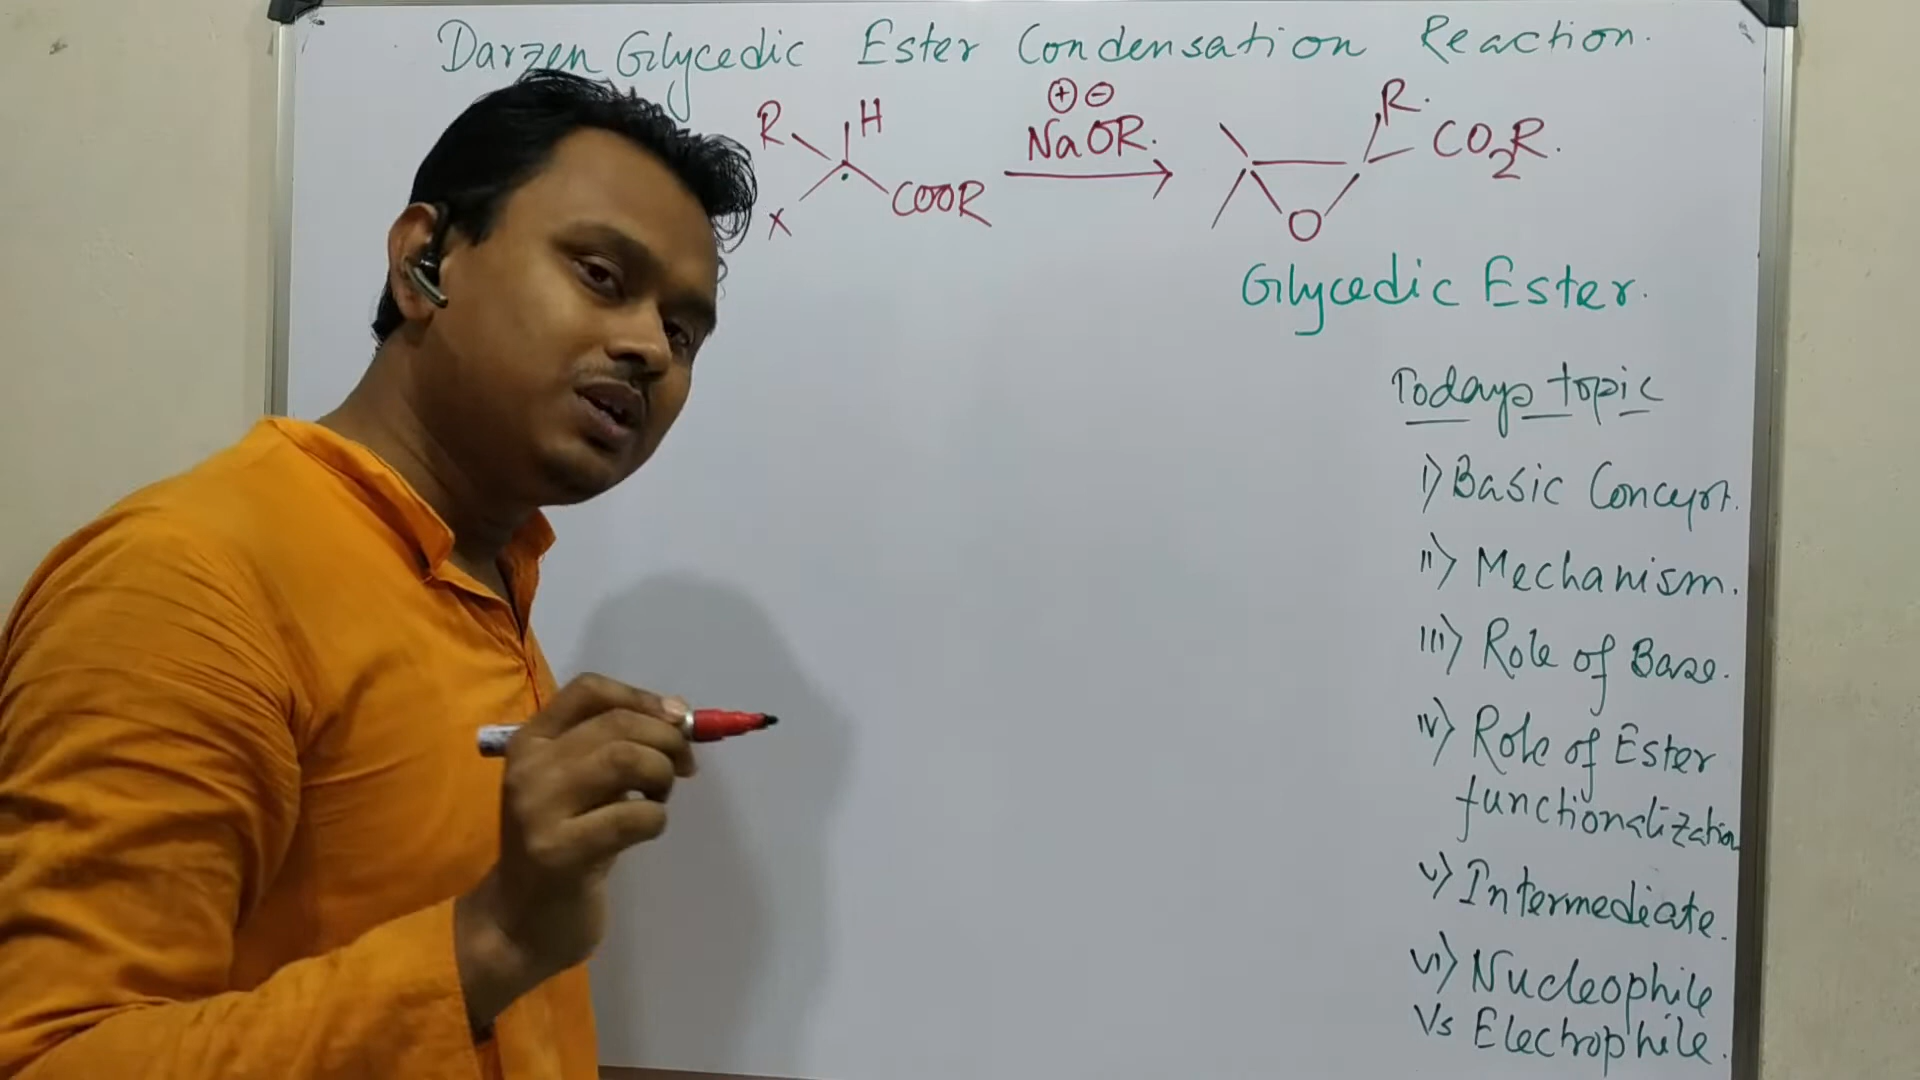 Darzen Glycedic Ester Condensation Reaction.
R H
X COOR
⊕ ⊖
NaOR.
R.
CO2R.
O
Glycedic Ester.
Todays topic
i) Basic Concept.
ii) Mechanism.
iii) Role of Base.
iv) Role of Ester
functionalization
v) Intermediate.
vi) Nucleophile
Vs Electrophile.